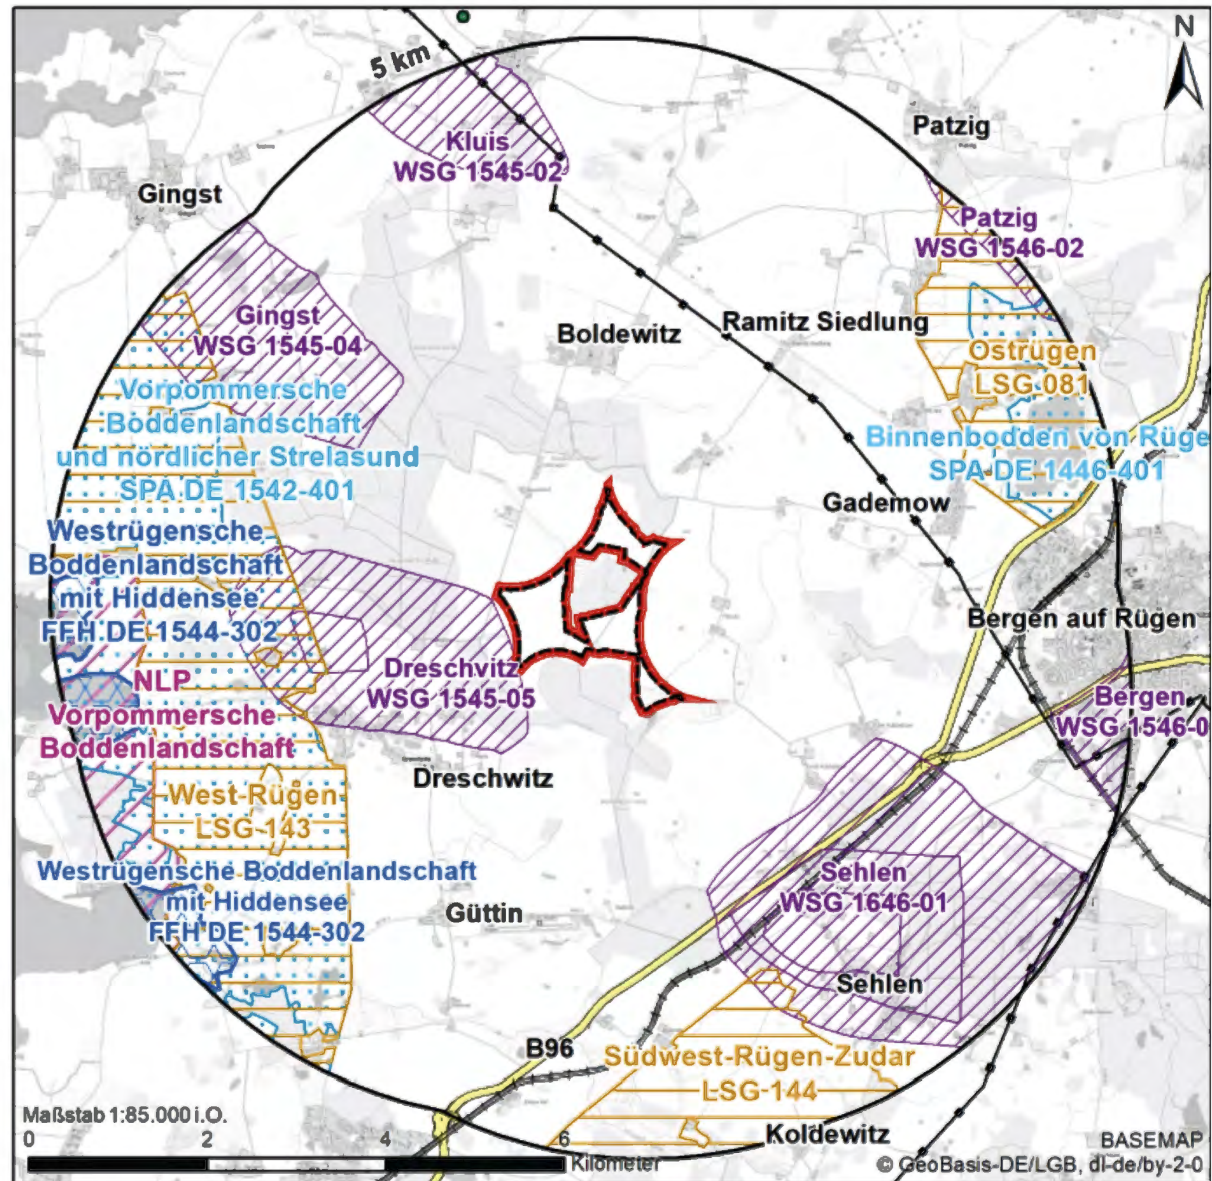 N
5 km
Patzig
Kluis
WSG 1545-02
Gingst
Patzig
WSG 1546-02
Gingst
WSG 1545-04
Boldewitz
Ramitz Siedlung
Ostrügen
LSG 081
Vorpommersche
Boddenlandschaft
und nördlicher Strelasund
SPA DE 1542-401
Binnenbodden von Rüge
SPA DE 1446-401
Gademow
Westrügensche
Boddenlandschaft
mit Hiddensee
FFH DE 1544-302
Bergen auf Rügen
NLP
Vorpommersche
Boddenlandschaft
Dreschvitz
WSG 1545-05
Bergen
WSG 1546-0
Dreschwitz
West-Rügen
LSG-143
Westrügensche Boddenlandschaft
mit Hiddensee
FFH DE 1544-302
Güttin
Sehlen
WSG 1646-01
Sehlen
B96
Südwest-Rügen-Zudar
LSG-144
Koldewitz
Maßstab 1:85.000 i.O.
0 2 4 6
Kilometer
BASEMAP
© GeoBasis-DE/LGB, dl-de/by-2-0